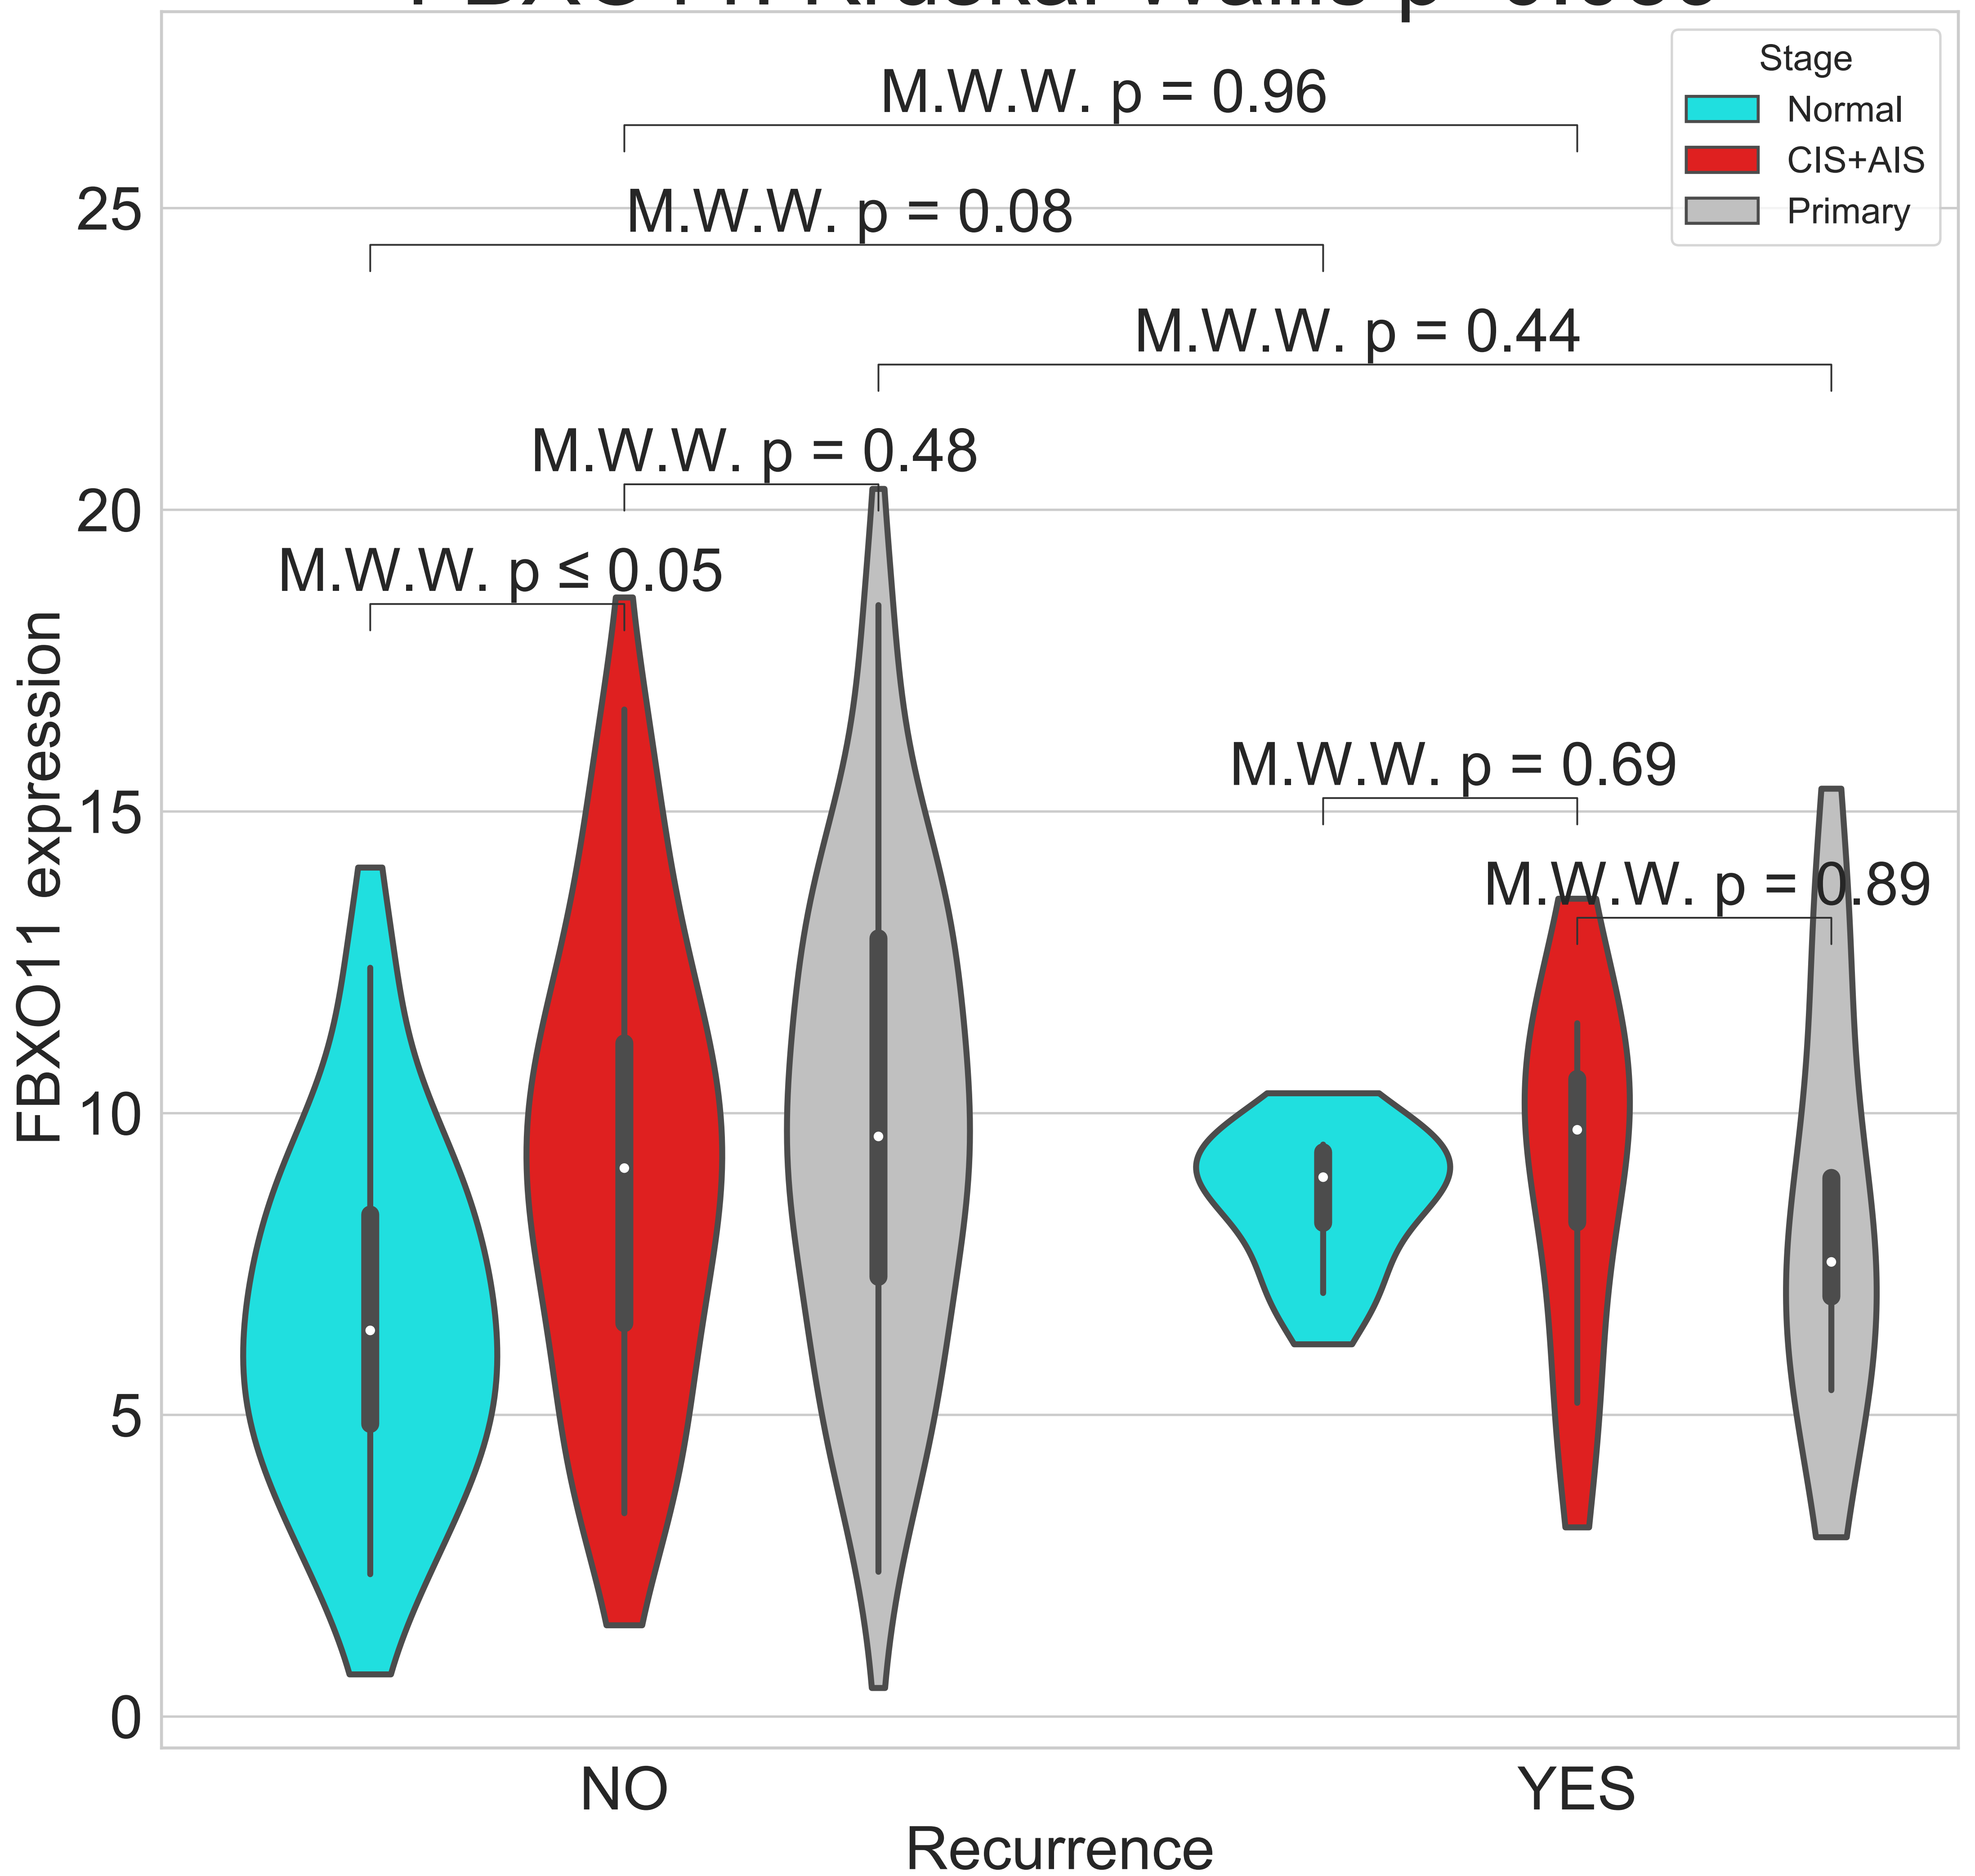 Stage
Normal
CIS+AIS
Primary
M.W.W. p = 0.96
M.W.W. p = 0.08
M.W.W. p = 0.44
M.W.W. p = 0.48
M.W.W. p ≤ 0.05
M.W.W. p = 0.69
M.W.W. p = 0.89
25
20
15
10
5
0
FBXO11 expression
NO
YES
Recurrence